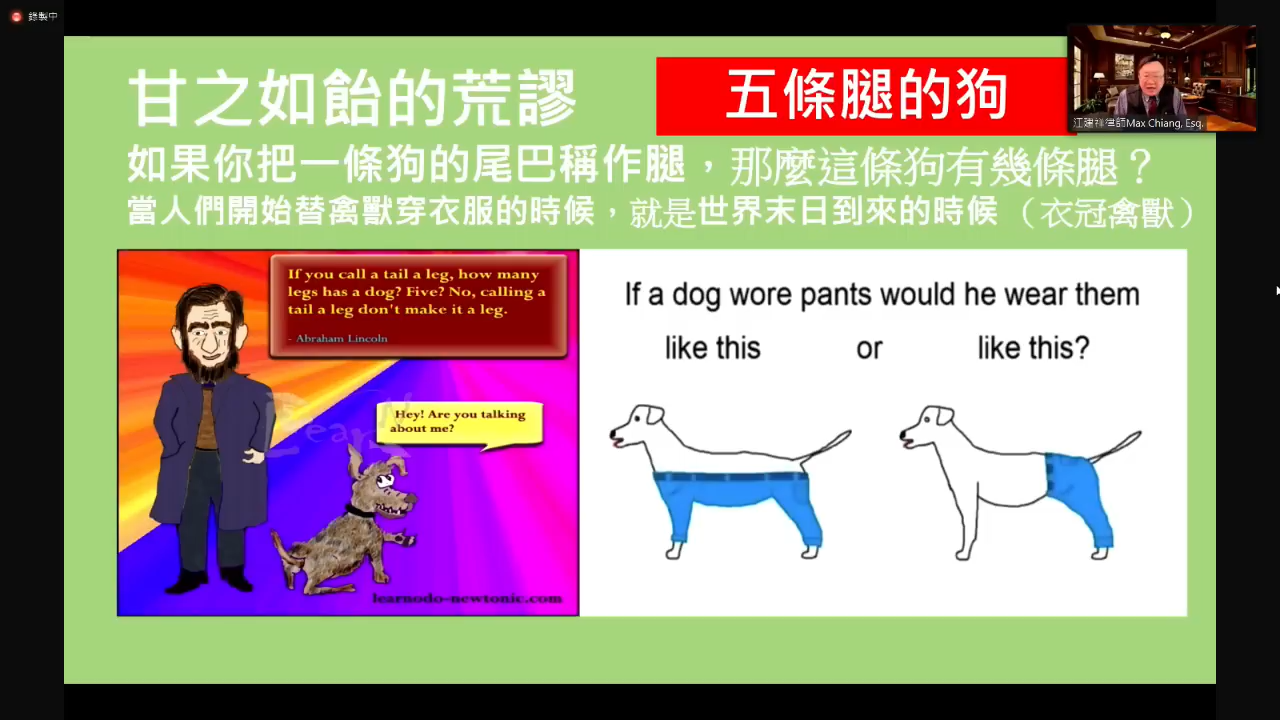 錄製中
甘之如飴的荒謬
五條腿的狗
江建祥律師Max Chiang, Esq.
如果你把一條狗的尾巴稱作腿，那麼這條狗有幾條腿？
當人們開始替禽獸穿衣服的時候，就是世界末日到來的時候（衣冠禽獸）
If you call a tail a leg, how many
legs has a dog? Five? No, calling a
tail a leg don't make it a leg.
- Abraham Lincoln
Hey! Are you talking
about me?
learnodo-newtonic.com
If a dog wore pants would he wear them
like this or like this?